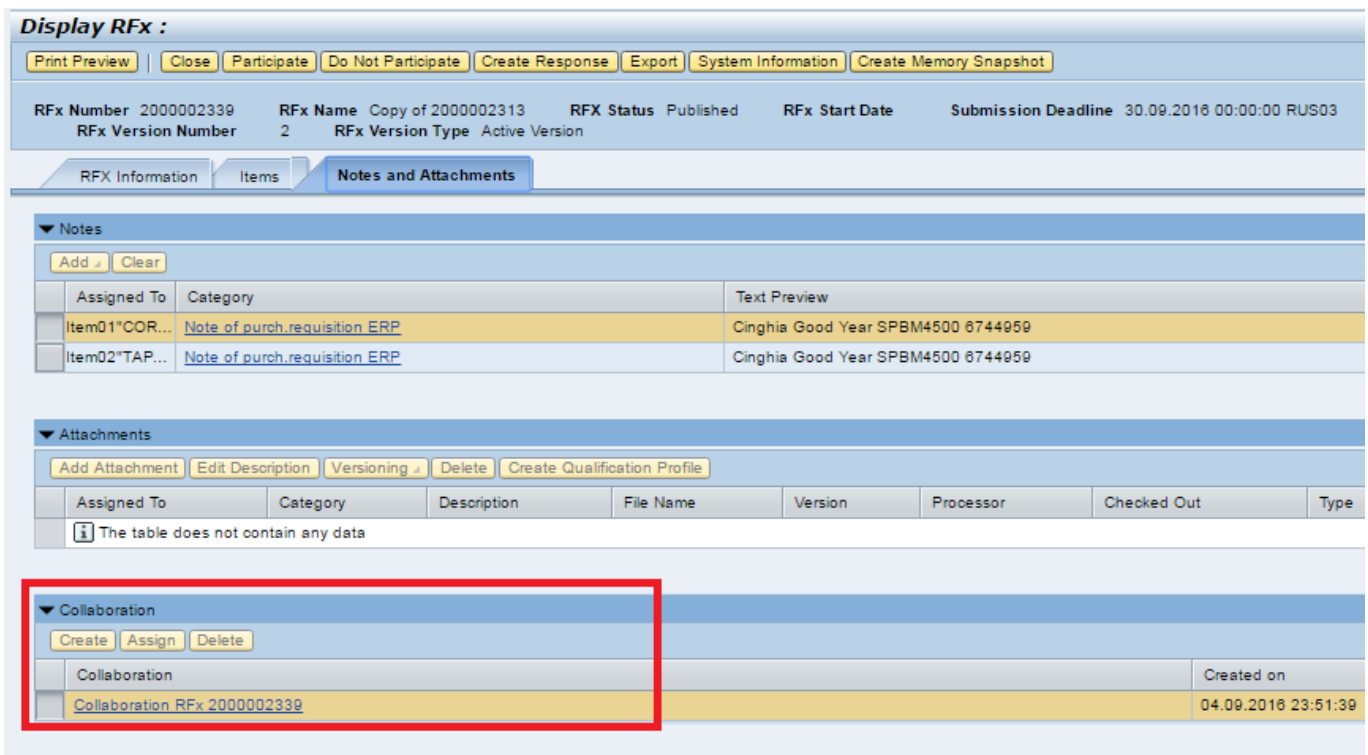 Display RFx :
Print Preview Close Participate Do Not Participate Create Response Export System Information Create Memory Snapshot
RFx Number 2000002339 RFx Name Copy of 2000002313 RFX Status Published RFx Start Date Submission Deadline 30.09.2016 00:00:00 RUS03
RFx Version Number 2 RFx Version Type Active Version
RFX Information Items Notes and Attachments
Notes
Add Clear
Assigned To Category Text Preview
Item01"COR... Note of purch.requisition ERP Cinghia Good Year SPBM4500 6744959
Item02"TAP... Note of purch.requisition ERP Cinghia Good Year SPBM4500 6744959
Attachments
Add Attachment Edit Description Versioning Delete Create Qualification Profile
Assigned To Category Description File Name Version Processor Checked Out Type
The table does not contain any data
Collaboration
Create Assign Delete
Collaboration Created on
Collaboration RFx 2000002339 04.09.2016 23:51:39